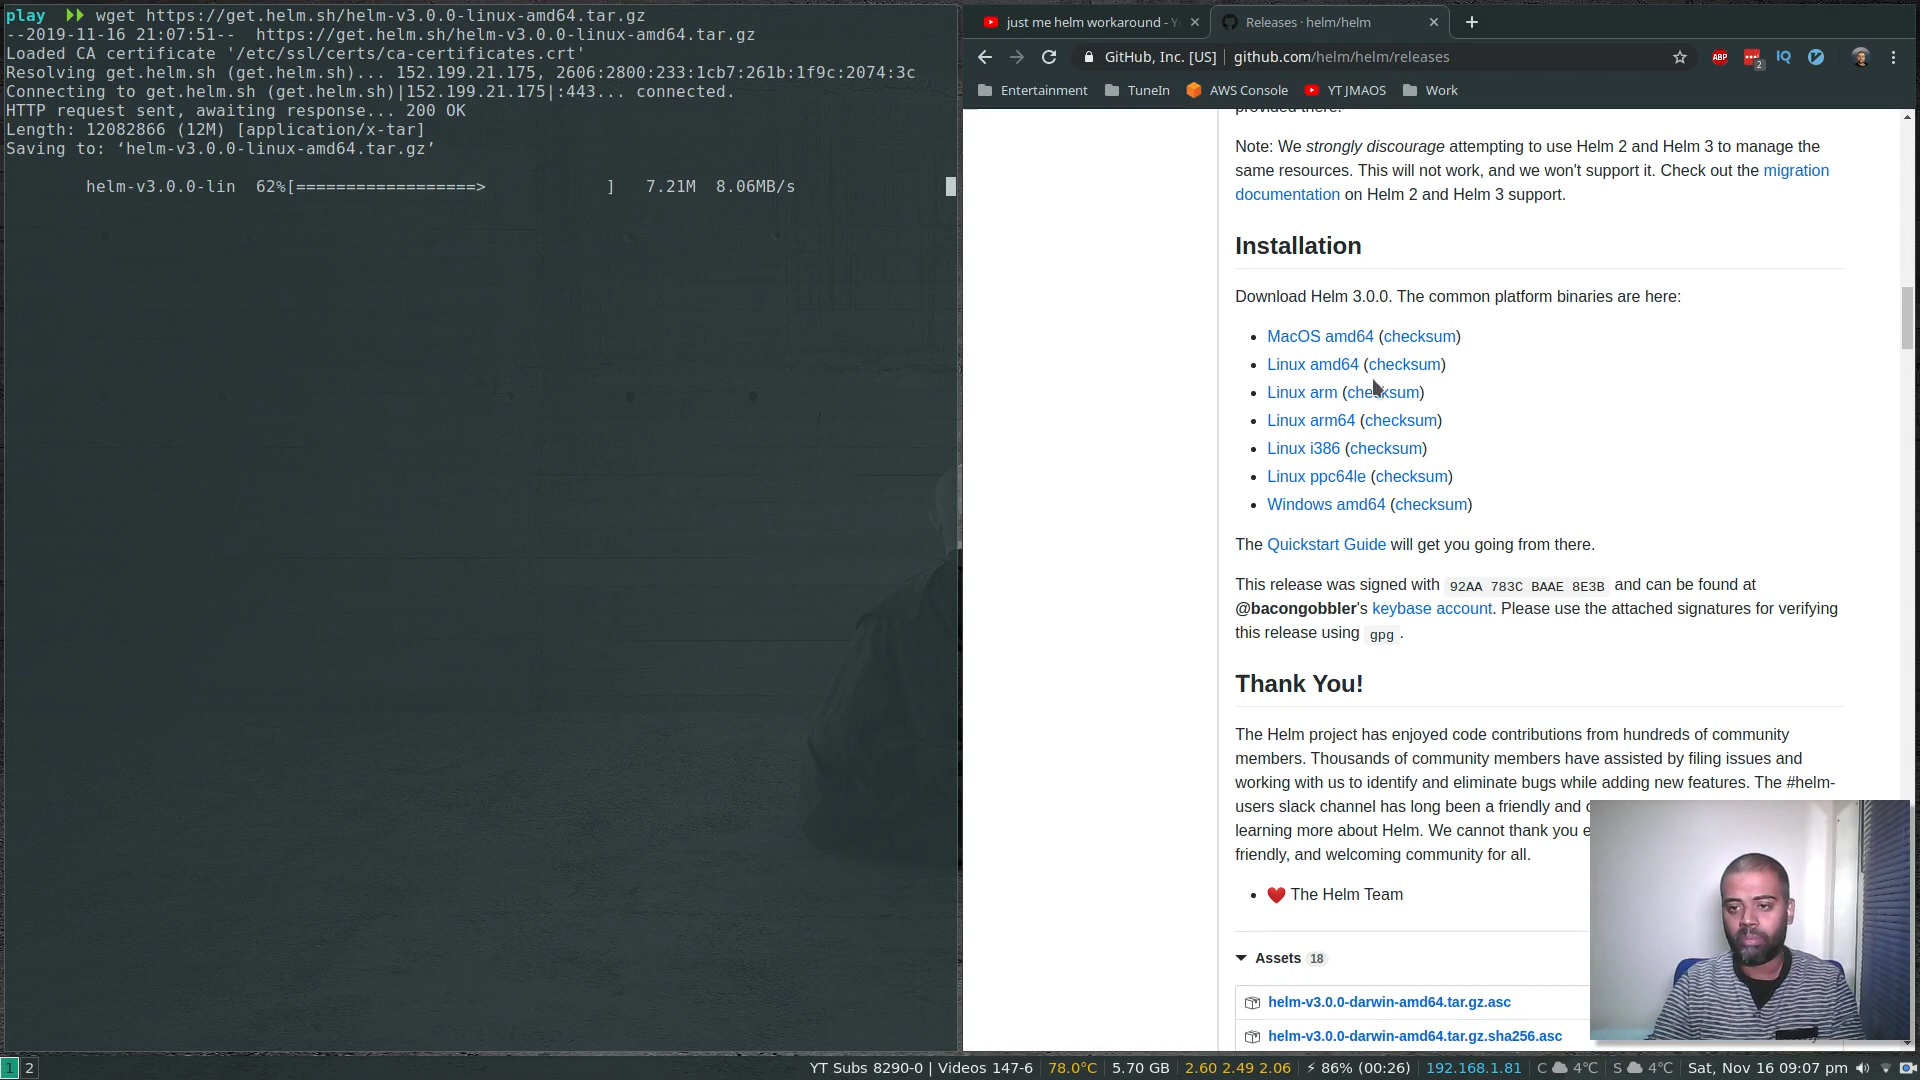 play wget https://get.helm.sh/helm-v3.0.0-linux-amd64.tar.gz
--2019-11-16 21:07:51-- https://get.helm.sh/helm-v3.0.0-linux-amd64.tar.gz
Loaded CA certificate '/etc/ssl/certs/ca-certificates.crt'
Resolving get.helm.sh (get.helm.sh)... 152.199.21.175, 2606:2800:233:1cb7:261b:1f9c:2074:3c
Connecting to get.helm.sh (get.helm.sh)|152.199.21.175|:443... connected.
HTTP request sent, awaiting response... 200 OK
Length: 12082866 (12M) [application/x-tar]
Saving to: ‘helm-v3.0.0-linux-amd64.tar.gz’
helm-v3.0.0-lin 62%[==================> ] 7.21M 8.06MB/s
just me helm workaround - Y
Releases · helm/helm
GitHub, Inc. [US] | github.com/helm/helm/releases
ABP
2
IQ
Entertainment TuneIn AWS Console YT JMAOS Work
provided there.
Note: We strongly discourage attempting to use Helm 2 and Helm 3 to manage the
same resources. This will not work, and we won't support it. Check out the migration
documentation on Helm 2 and Helm 3 support.
Installation
Download Helm 3.0.0. The common platform binaries are here:
• MacOS amd64 (checksum)
• Linux amd64 (checksum)
• Linux arm (checksum)
• Linux arm64 (checksum)
• Linux i386 (checksum)
• Linux ppc64le (checksum)
• Windows amd64 (checksum)
The Quickstart Guide will get you going from there.
This release was signed with 92AA 783C BAAE 8E3B and can be found at
@bacongobbler's keybase account. Please use the attached signatures for verifying
this release using gpg .
Thank You!
The Helm project has enjoyed code contributions from hundreds of community
members. Thousands of community members have assisted by filing issues and
working with us to identify and eliminate bugs while adding new features. The #helm-
users slack channel has long been a friendly and
learning more about Helm. We cannot thank you
friendly, and welcoming community for all.
• ❤️ The Helm Team
Assets 18
helm-v3.0.0-darwin-amd64.tar.gz.asc
helm-v3.0.0-darwin-amd64.tar.gz.sha256.asc
1 2
YT Subs 8290-0 | Videos 147-6 78.0°C 5.70 GB 2.60 2.49 2.06 ⚡ 86% (00:26) 192.168.1.81 C 4℃ S 4℃ Sat, Nov 16 09:07 pm